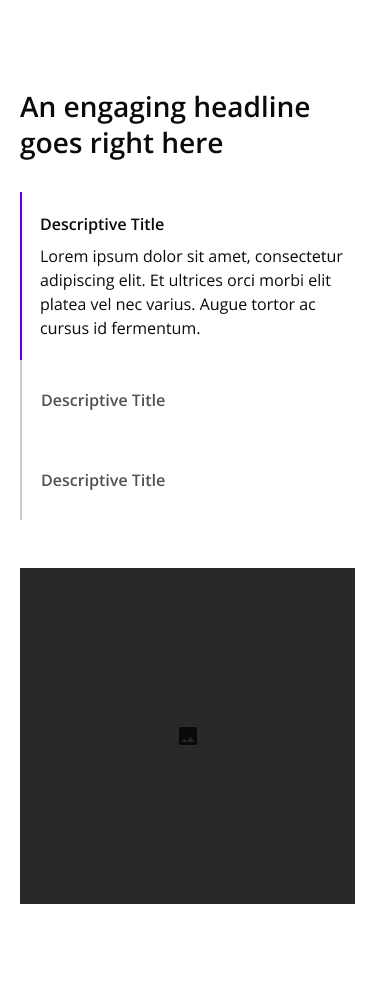 An engaging headline
goes right here
Descriptive Title
Lorem ipsum dolor sit amet, consectetur
adipiscing elit. Et ultrices orci morbi elit
platea vel nec varius. Augue tortor ac
cursus id fermentum.
Descriptive Title
Descriptive Title